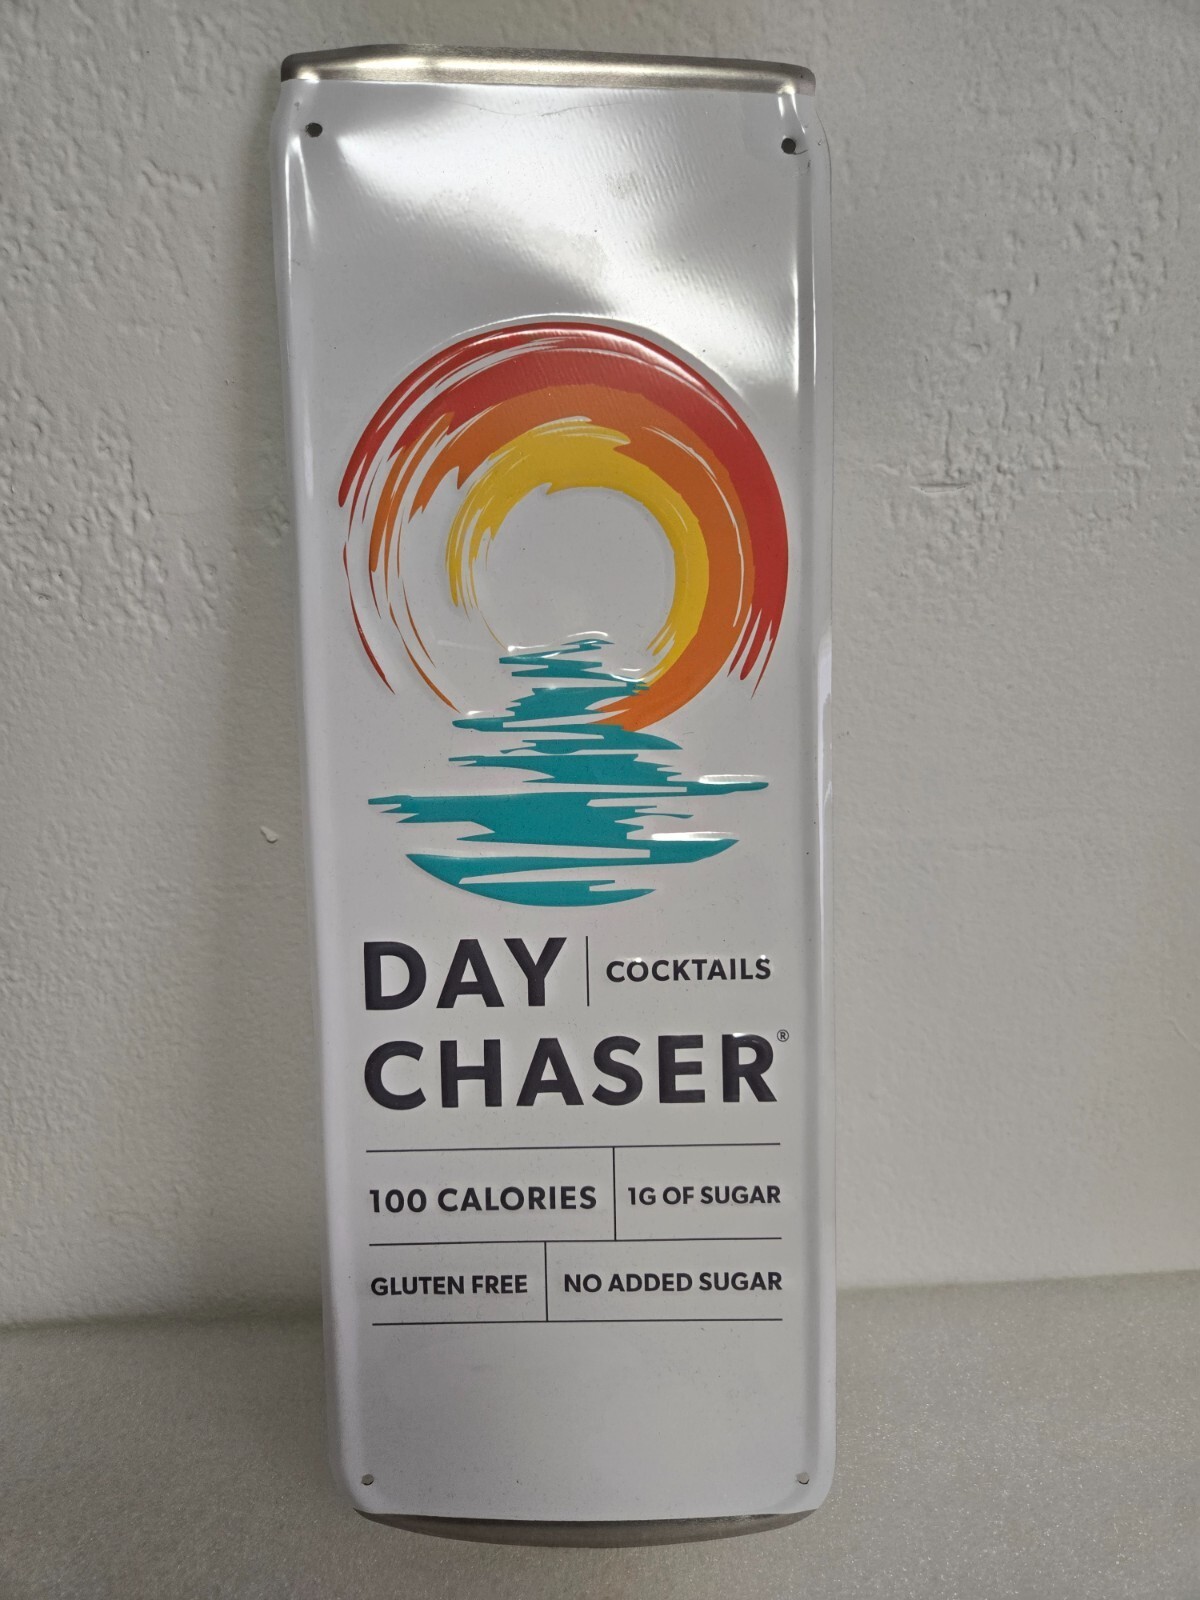 DAY | COCKTAILS
CHASER®
100 CALORIES | 1G OF SUGAR
GLUTEN FREE | NO ADDED SUGAR